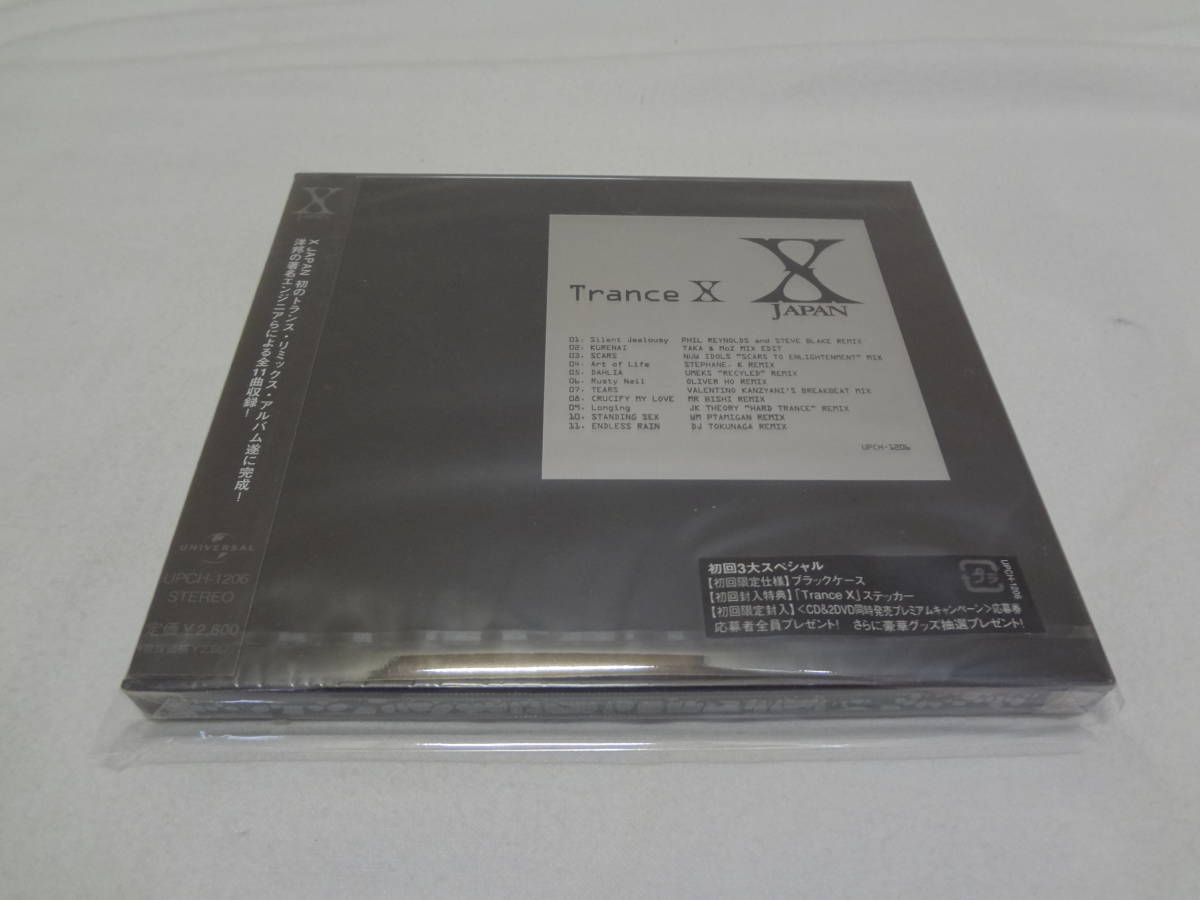 X
X JAPAN 初のトランス・リミックス・アルバム遂に完成!
洋邦の著名エンジニアらによる全11曲収録!
UNIVERSAL
UPCH-1206
STEREO
定価¥2,800
Trance X
X
JAPAN
01. Silent Jealousy PHIL REYNOLDS and STEVE BLAKE REMIX
02. KURENAI TAKA & MoZ MIX EDIT
03. SCARS NUW IDOLS "SCARS TO ENLIGHTENMENT" MIX
04. Art of Life STEPHANE. K REMIX
05. DAHLIA UMEKS "RECYLED" REMIX
06. Rusty Nail OLIVER HO REMIX
07. TEARS VALENTINO KANZYANI'S BREAKBEAT MIX
08. CRUCIFY MY LOVE MR BISHI REMIX
09. Longing JK THEORY "HARD TRANCE" REMIX
10. STANDING SEX YM PTAMIGAN REMIX
11. ENDLESS RAIN DJ TOKUNAGA REMIX
UPCH-1206
初回3大スペシャル
【初回限定仕様】ブラックケース
【初回封入特典】「Trance X」ステッカー
【初回限定封入】<CD&2DVD同時発売プレミアムキャンペーン>応募券
応募者全員プレゼント! さらに豪華グッズ抽選プレゼント!
プラ
UPCH-1206